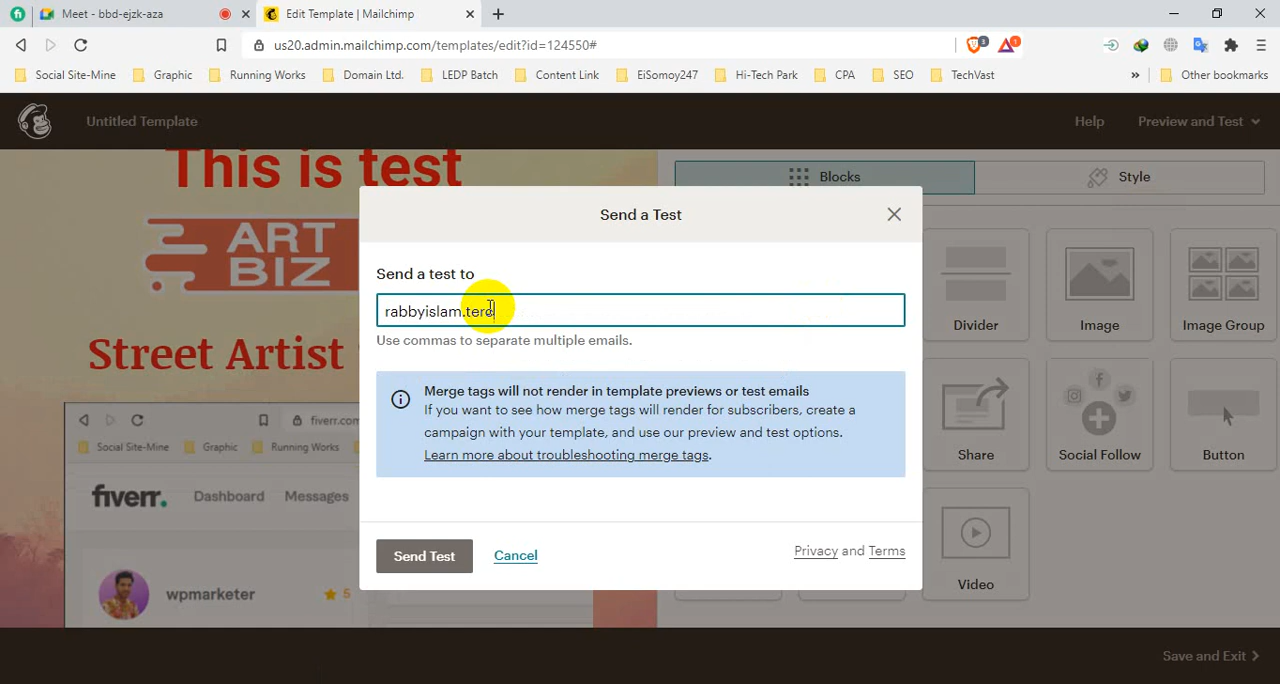 Meet - bbd-ejzk-aza
Edit Template | Mailchimp
us20.admin.mailchimp.com/templates/edit?id=124550#
3
1
Social Site-Mine
Graphic
Running Works
Domain Ltd.
LEDP Batch
Content Link
EiSomoy247
Hi-Tech Park
CPA
SEO
TechVast
»
Other bookmarks
Untitled Template
Help
Preview and Test
This is test
ART
BIZ
Street Artist
Social Site-Mine
Graphic
Running Works
fiverr.com
fiverr.
Dashboard
Messages
wpmarketer
5
Blocks
Style
Divider
Image
Image Group
Share
Social Follow
Button
Video
Send a Test
Send a test to
rabbyislam.tere
Use commas to separate multiple emails.
Merge tags will not render in template previews or test emails
If you want to see how merge tags will render for subscribers, create a
campaign with your template, and use our preview and test options.
Learn more about troubleshooting merge tags.
Send Test
Cancel
Privacy and Terms
Save and Exit